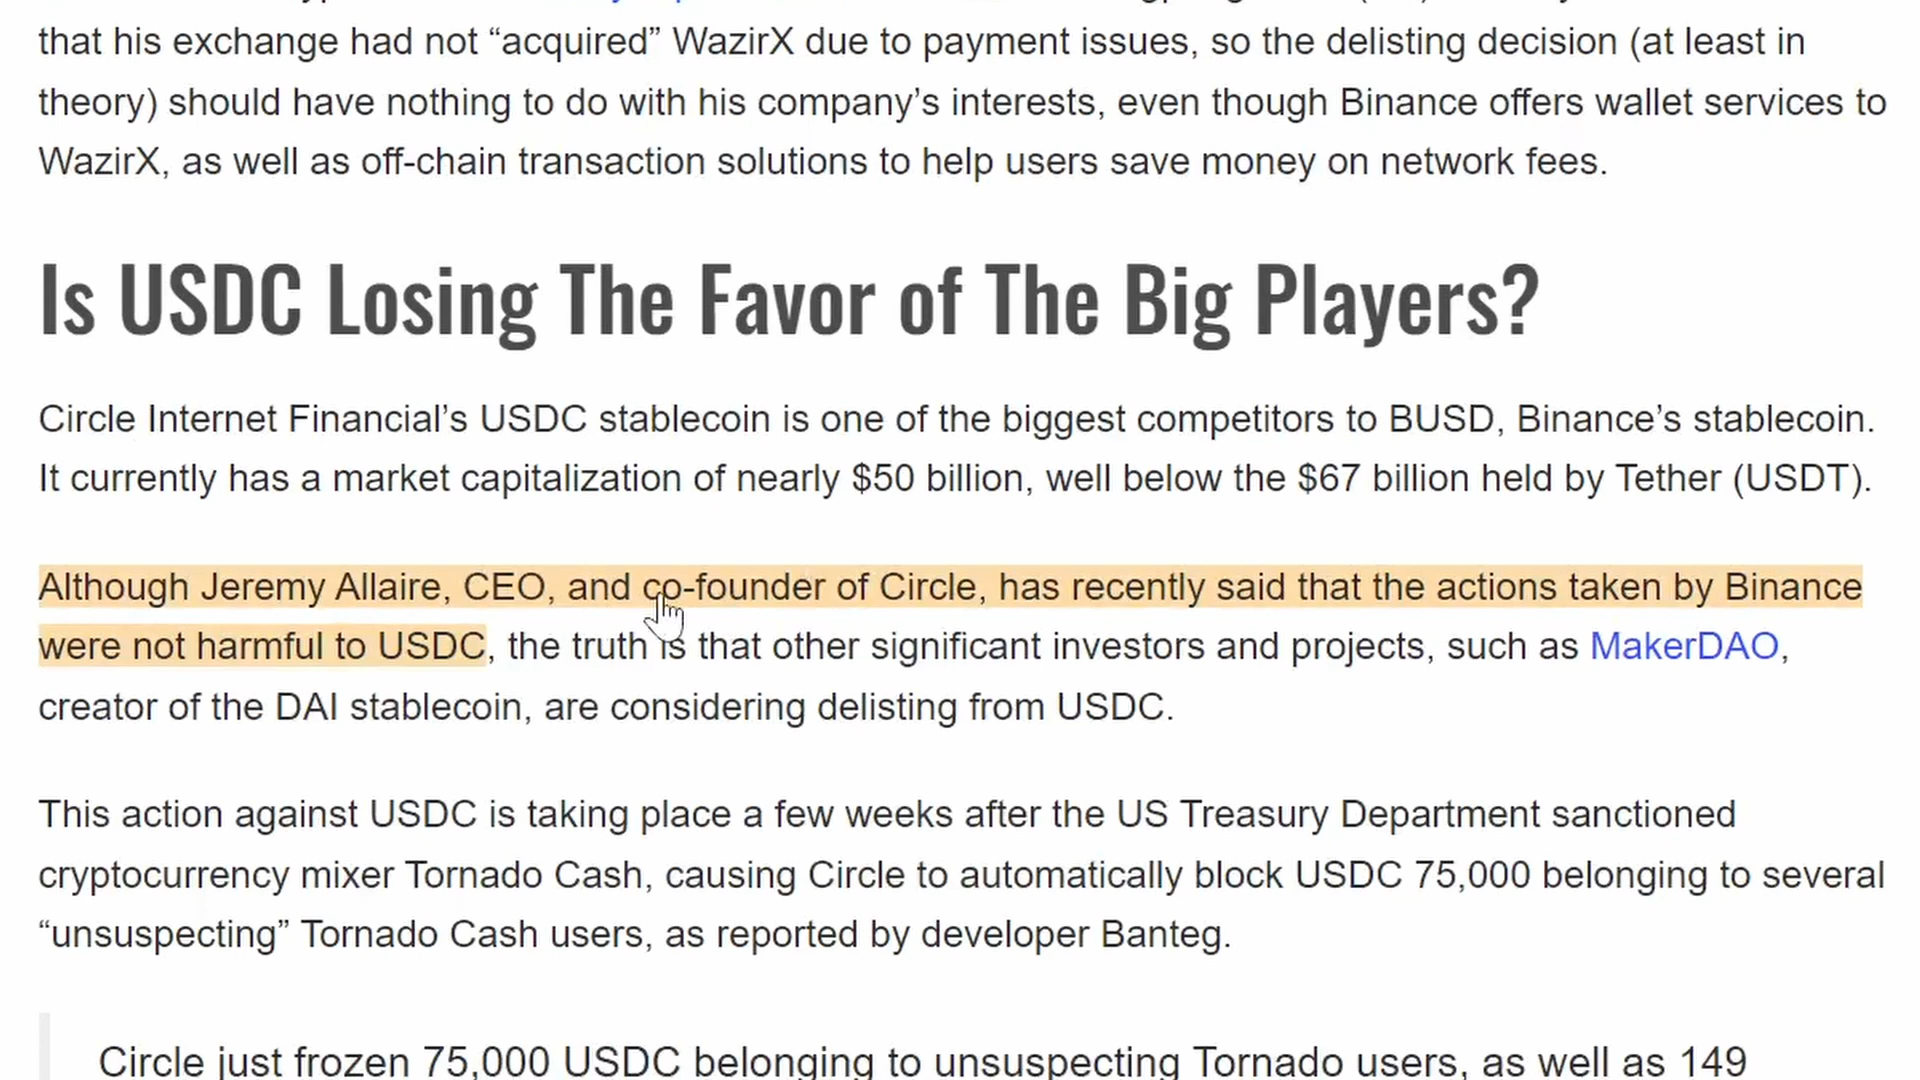 that his exchange had not “acquired” WazirX due to payment issues, so the delisting decision (at least in
theory) should have nothing to do with his company’s interests, even though Binance offers wallet services to
WazirX, as well as off-chain transaction solutions to help users save money on network fees.
Is USDC Losing The Favor of The Big Players?
Circle Internet Financial’s USDC stablecoin is one of the biggest competitors to BUSD, Binance’s stablecoin.
It currently has a market capitalization of nearly $50 billion, well below the $67 billion held by Tether (USDT).
Although Jeremy Allaire, CEO, and co-founder of Circle, has recently said that the actions taken by Binance
were not harmful to USDC, the truth is that other significant investors and projects, such as MakerDAO,
creator of the DAI stablecoin, are considering delisting from USDC.
This action against USDC is taking place a few weeks after the US Treasury Department sanctioned
cryptocurrency mixer Tornado Cash, causing Circle to automatically block USDC 75,000 belonging to several
“unsuspecting” Tornado Cash users, as reported by developer Banteg.
Circle just frozen 75,000 USDC belonging to unsuspecting Tornado users, as well as 149